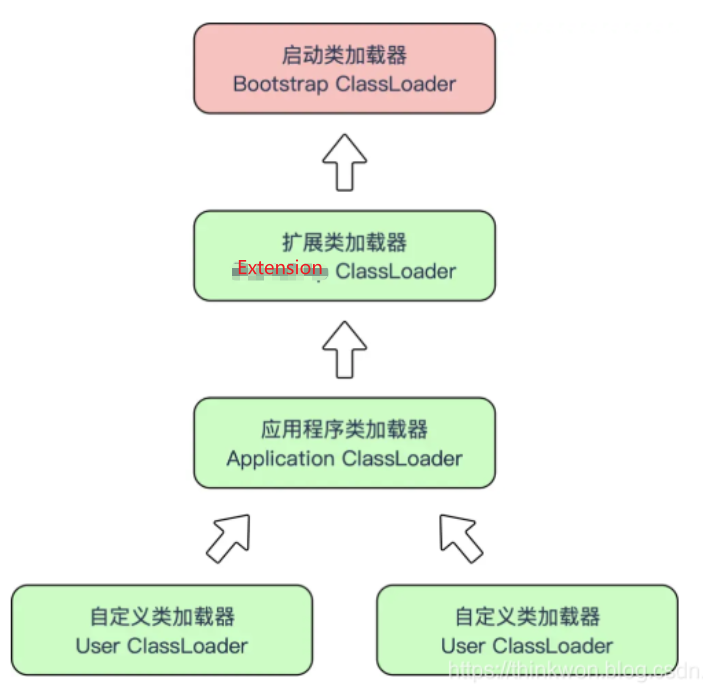 启动类加载器
Bootstrap ClassLoader
扩展类加载器
Extension ClassLoader
应用程序类加载器
Application ClassLoader
自定义类加载器
User ClassLoader
自定义类加载器
User ClassLoader
https://thinkwon.blog.csdn